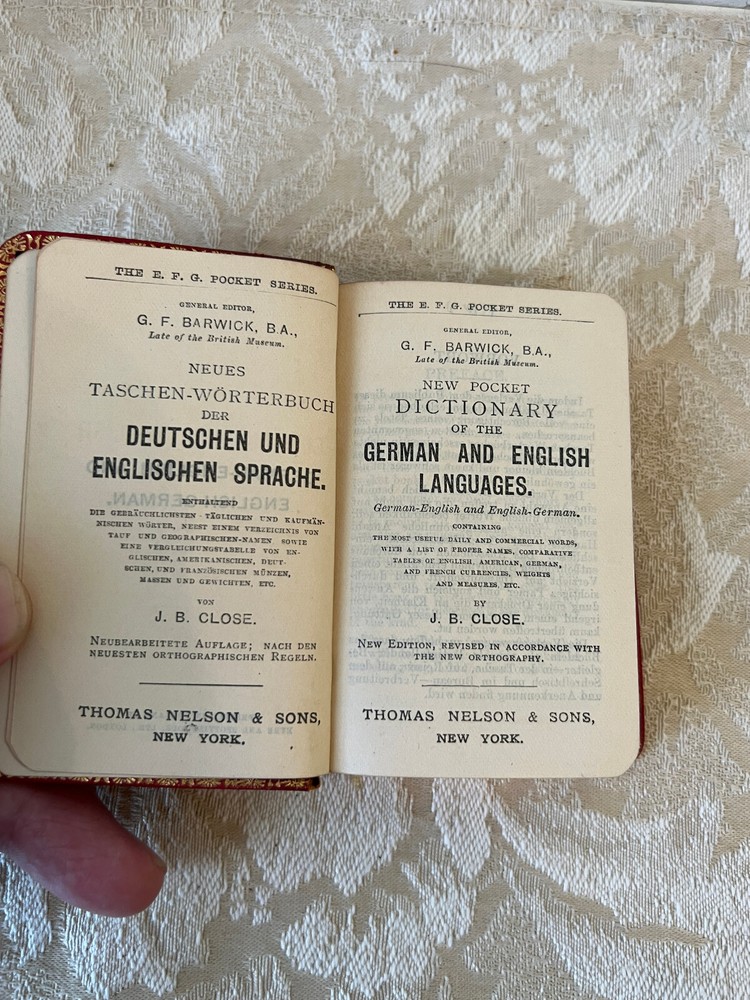 THE E. F. G. POCKET SERIES.
GENERAL EDITOR,
G. F. BARWICK, B.A.,
Late of the British Museum.
NEUES
TASCHEN-WÖRTERBUCH
DER
DEUTSCHEN UND
ENGLISCHEN SPRACHE.
ENTHALTEND
DIE GEBRÄUCHLICHSTEN TÄGLICHEN UND KAUFMÄN-
NISCHEN WÖRTER, NEBST EINEM VERZEICHNIS VON
TAUF UND GEOGRAPHISCHEN-NAMEN SOWIE
EINE VERGLEICHUNGSTABELLE VON EN-
GLISCHEN, AMERIKANISCHEN, DEUT-
SCHEN, UND FRANZÖSISCHEN MÜNZEN,
MASSEN UND GEWICHTEN, ETC.
VON
J. B. CLOSE.
NEUBEARBEITETE AUFLAGE; NACH DEN
NEUESTEN ORTHOGRAPHISCHEN REGELN.
THOMAS NELSON & SONS,
NEW YORK.
THE E. F. G. POCKET SERIES.
GENERAL EDITOR,
G. F. BARWICK, B.A.,
Late of the British Museum.
NEW POCKET
DICTIONARY
OF THE
GERMAN AND ENGLISH
LANGUAGES.
German-English and English-German.
CONTAINING
THE MOST USEFUL DAILY AND COMMERCIAL WORDS,
WITH A LIST OF PROPER NAMES, COMPARATIVE
TABLES OF ENGLISH, AMERICAN, GERMAN,
AND FRENCH CURRENCIES, WEIGHTS
AND MEASURES, ETC.
BY
J. B. CLOSE.
NEW EDITION, REVISED IN ACCORDANCE WITH
THE NEW ORTHOGRAPHY.
THOMAS NELSON & SONS,
NEW YORK.